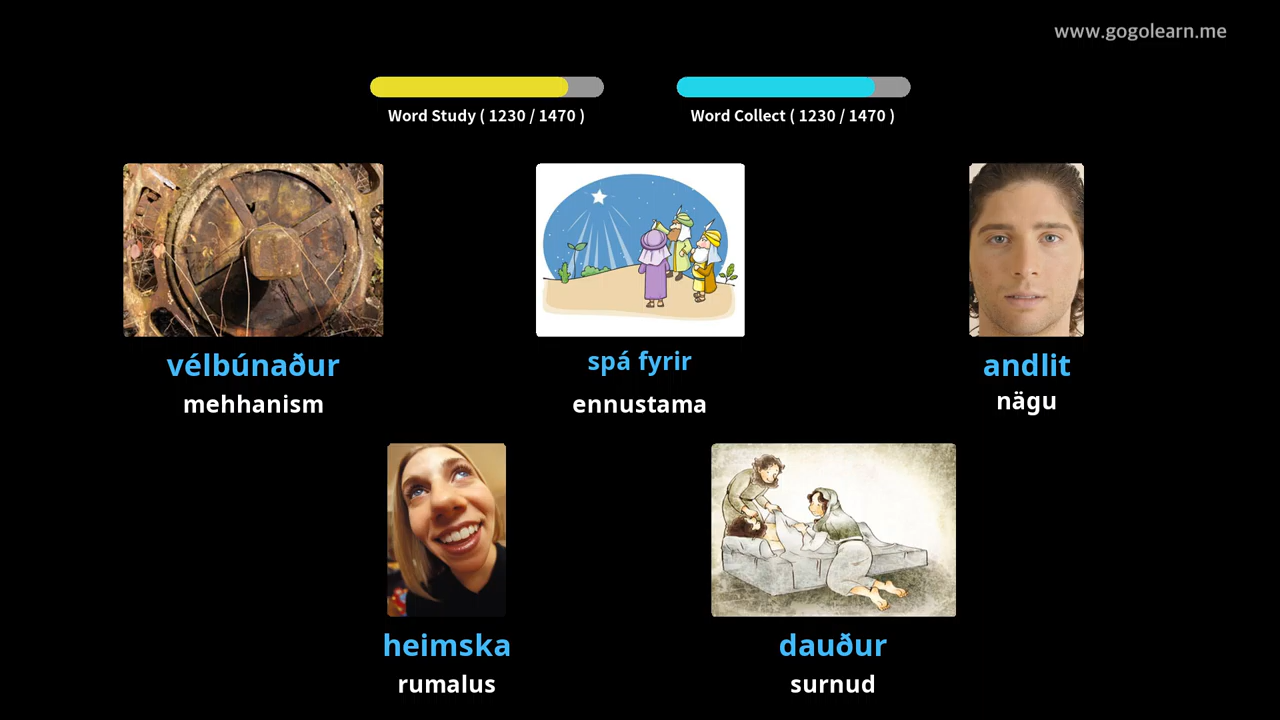 www.gogolearn.me
Word Study ( 1230 / 1470 )
Word Collect ( 1230 / 1470 )
vélbúnaður
mehhanism
spá fyrir
ennustama
andlit
nägu
heimska
rumalus
dauður
surnud